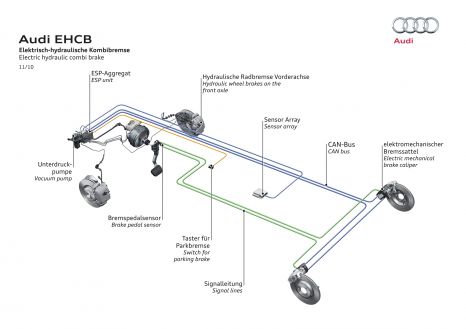 Audi EHCB
Elektrisch-hydraulische Kombibremse
Electric hydraulic combi brake
11/10
Audi
ESP-Aggregat
ESP unit
Hydraulische Radbremse Vorderachse
Hydraulic wheel brakes on the
front axle
Sensor Array
Sensor array
CAN-Bus
CAN bus
elektromechanischer
Bremssattel
Electric mechanical
brake caliper
Unterdruck-
pumpe
Vacuum pump
Bremspedalsensor
Brake pedal sensor
Taster für
Parkbremse
Switch for
parking brake
Signalleitung
Signal lines